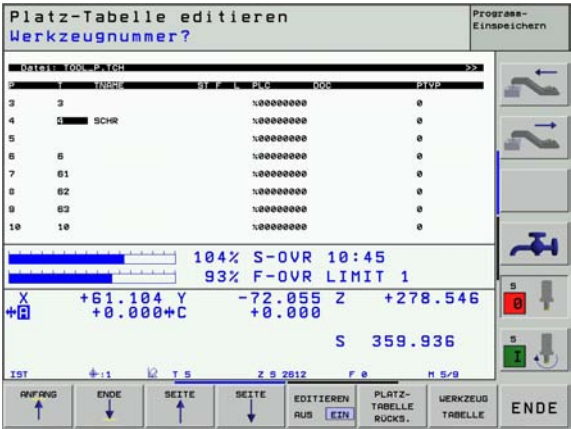 Platz-Tabelle editieren
Werkzeugnummer?
Programm-
Einspeichern
Datei: TOOL_P.TCH >>
P T TNAME ST F L PLC DOC PTYP
3 3 %00000000 0
4 4 SCHR %00000000 0
5 %00000000 0
6 6 %00000000 0
7 61 %00000000 0
8 62 %00000000 0
9 63 %00000000 0
10 10 %00000000 0
104% S-OVR 10:45
93% F-OVR LIMIT 1
X +61.104 Y -72.055 Z +278.546
A +0.000 C +0.000
S 359.936
IST :1 T 5 Z S 2612 F 0 M 5/9
S
0
S
I
ANFANG
ENDE
SEITE
SEITE
EDITIEREN
AUS EIN
PLATZ-
TABELLE
RÜCKS.
WERKZEUG
TABELLE
ENDE